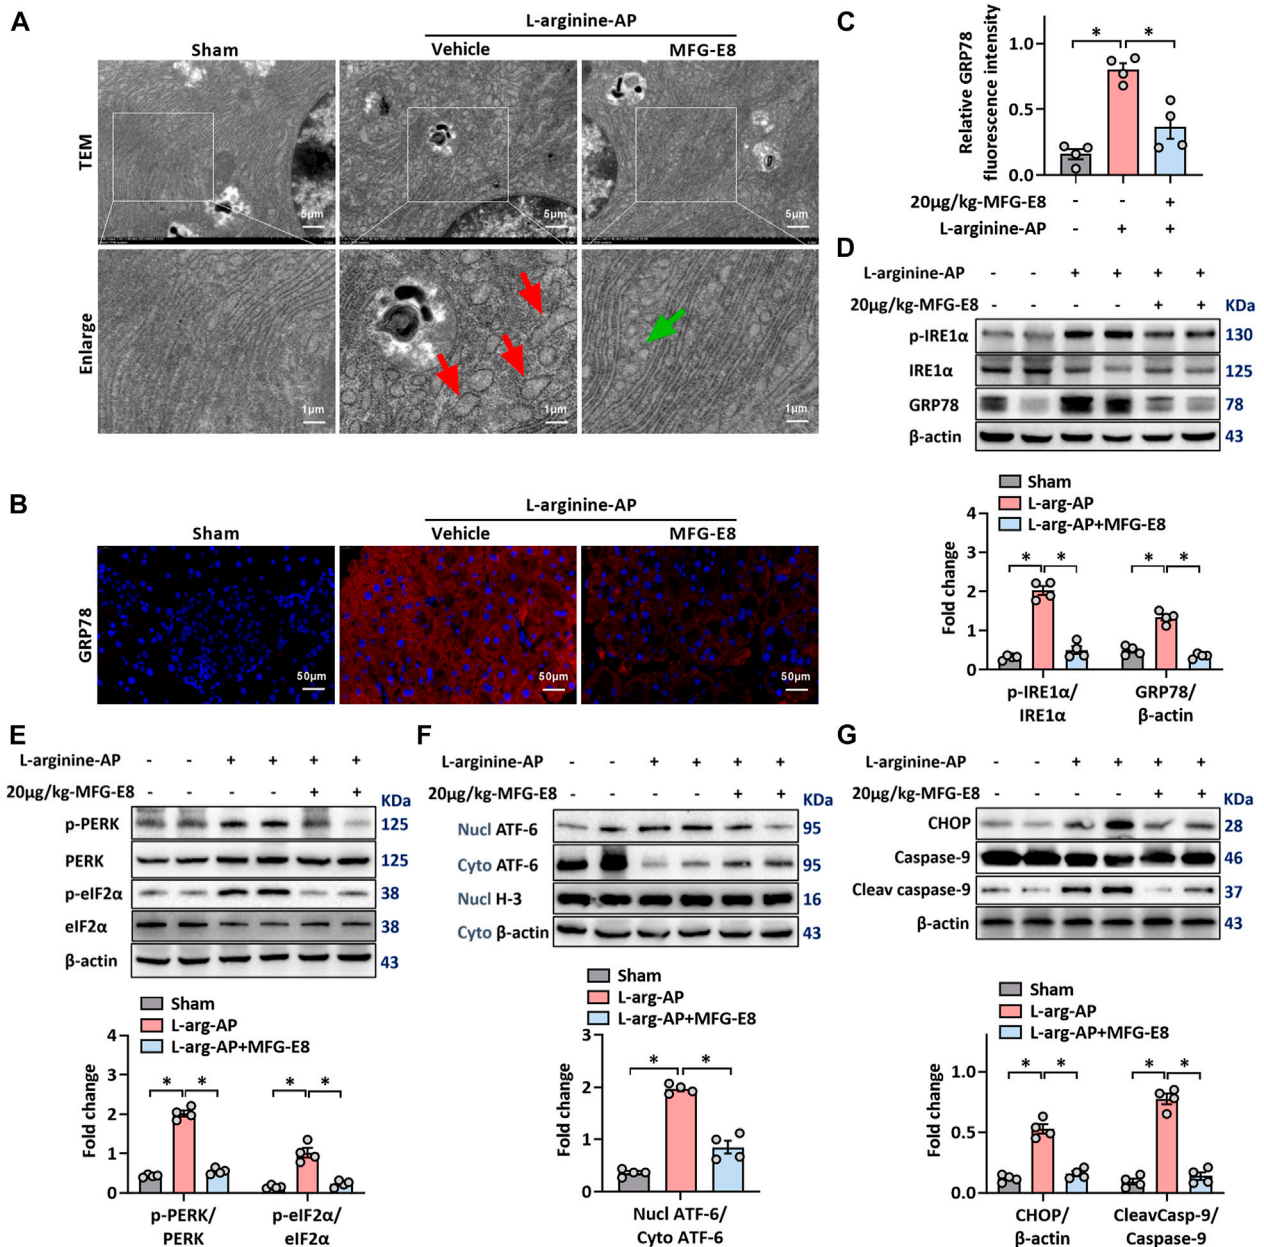 A
L-arginine-AP
Sham
Vehicle
MFG-E8
TEM
5μm
5μm
5μm
Enlarge
1μm
1μm
1μm
B
L-arginine-AP
Sham
Vehicle
MFG-E8
GRP78
50μm
50μm
50μm
C
Relative GRP78
fluorescence intensity
1.0
0.5
0.0
* *
20μg/kg-MFG-E8 - - +
L-arginine-AP - + +
D
L-arginine-AP - - + + + +
20μg/kg-MFG-E8 - - - - + +
KDa
p-IRE1α 130
IRE1α 125
GRP78 78
β-actin 43
Sham
L-arg-AP
L-arg-AP+MFG-E8
Fold change
4
3
2
1
0
* * * *
p-IRE1α/
IRE1α
GRP78/
β-actin
E
L-arginine-AP - - + + + +
20μg/kg-MFG-E8 - - - - + +
KDa
p-PERK 125
PERK 125
p-eIF2α 38
eIF2α 38
β-actin 43
Sham
L-arg-AP
L-arg-AP+MFG-E8
Fold change
4
3
2
1
0
* * * *
p-PERK/
PERK
p-eIF2α/
eIF2α
F
L-arginine-AP - - + + + +
20μg/kg-MFG-E8 - - - - + +
KDa
Nucl ATF-6 95
Cyto ATF-6 95
Nucl H-3 16
Cyto β-actin 43
Sham
L-arg-AP
L-arg-AP+MFG-E8
Fold change
3
2
1
0
* *
Nucl ATF-6/
Cyto ATF-6
G
L-arginine-AP - - + + + +
20μg/kg-MFG-E8 - - - - + +
KDa
CHOP 28
Caspase-9 46
Cleav caspase-9 37
β-actin 43
Sham
L-arg-AP
L-arg-AP+MFG-E8
Fold change
1.0
0.5
0.0
* * * *
CHOP/
β-actin
CleavCasp-9/
Caspase-9